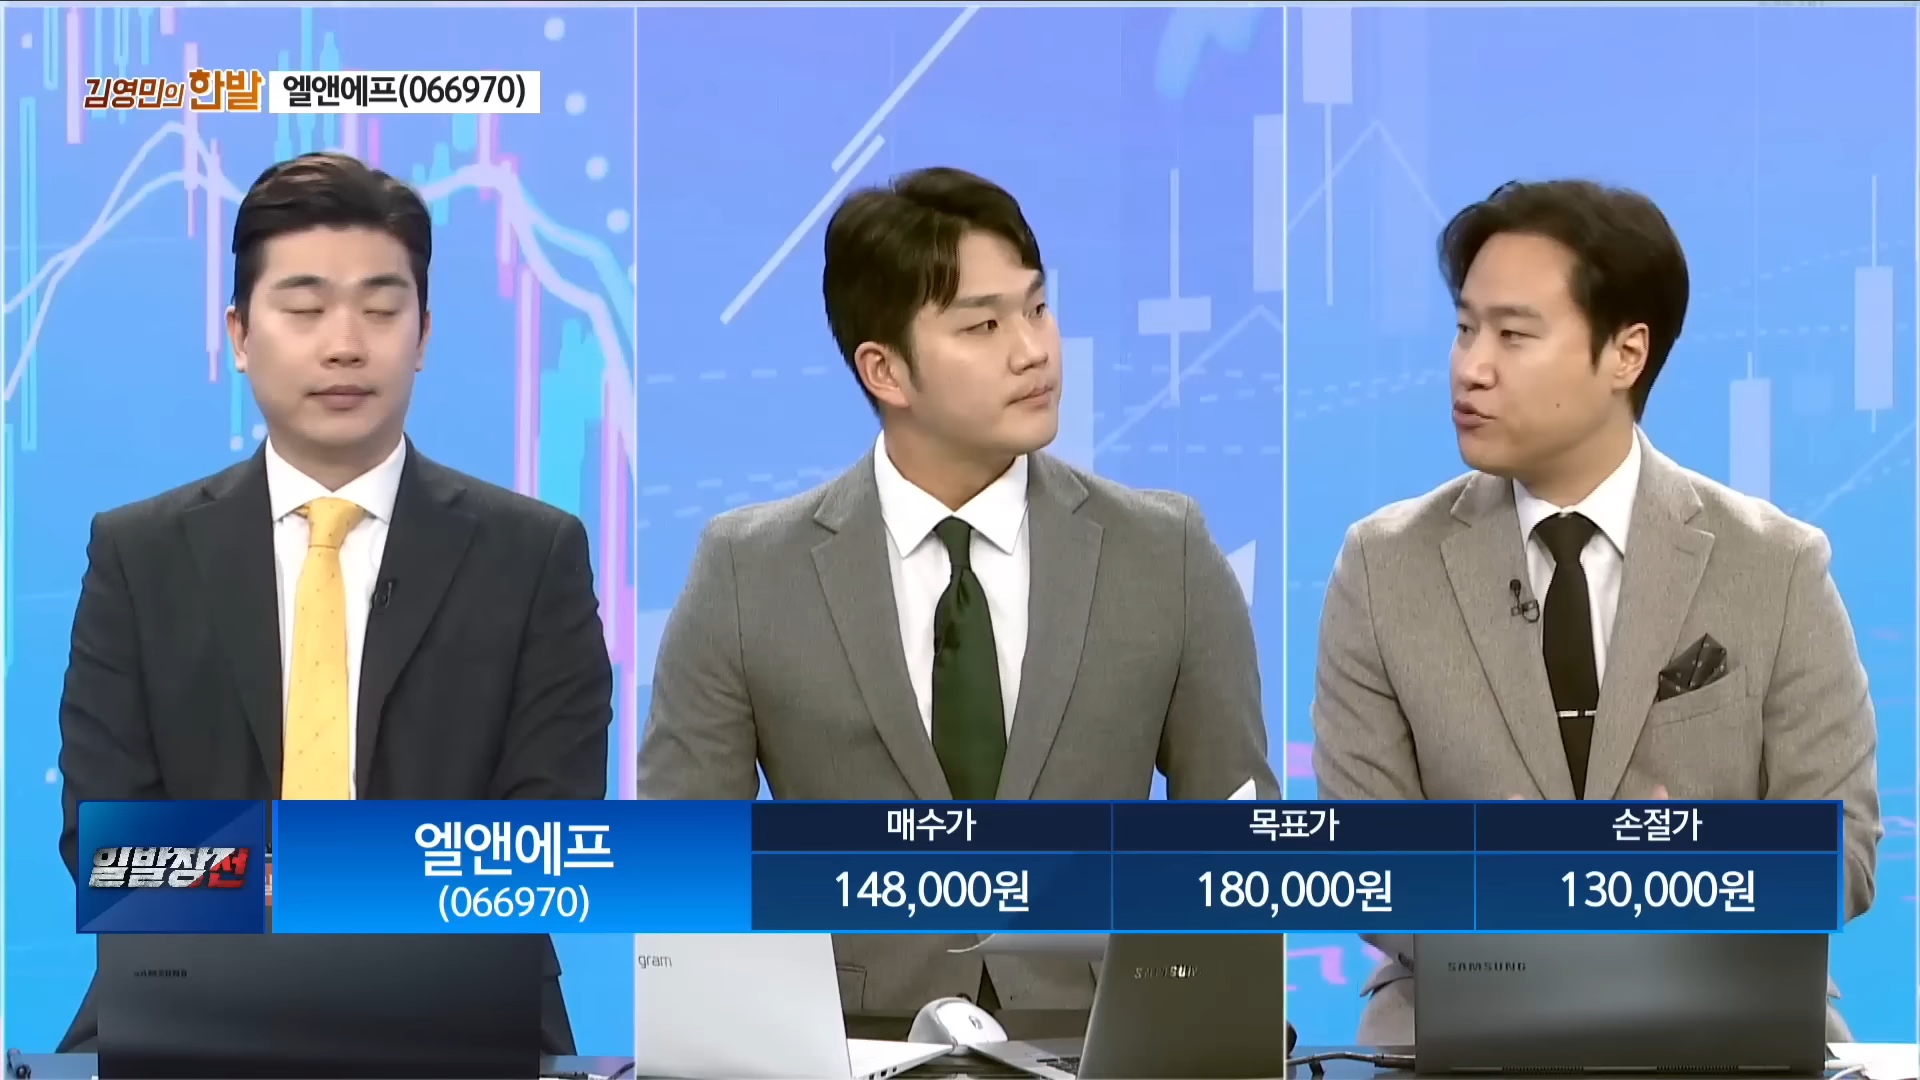 김영민의 한발 엘앤에프(066970)
일발장전
엘앤에프
(066970)
매수가 목표가 손절가
148,000원 180,000원 130,000원
SAMSUNG
gram
SAMSUNG
SAMSUNG